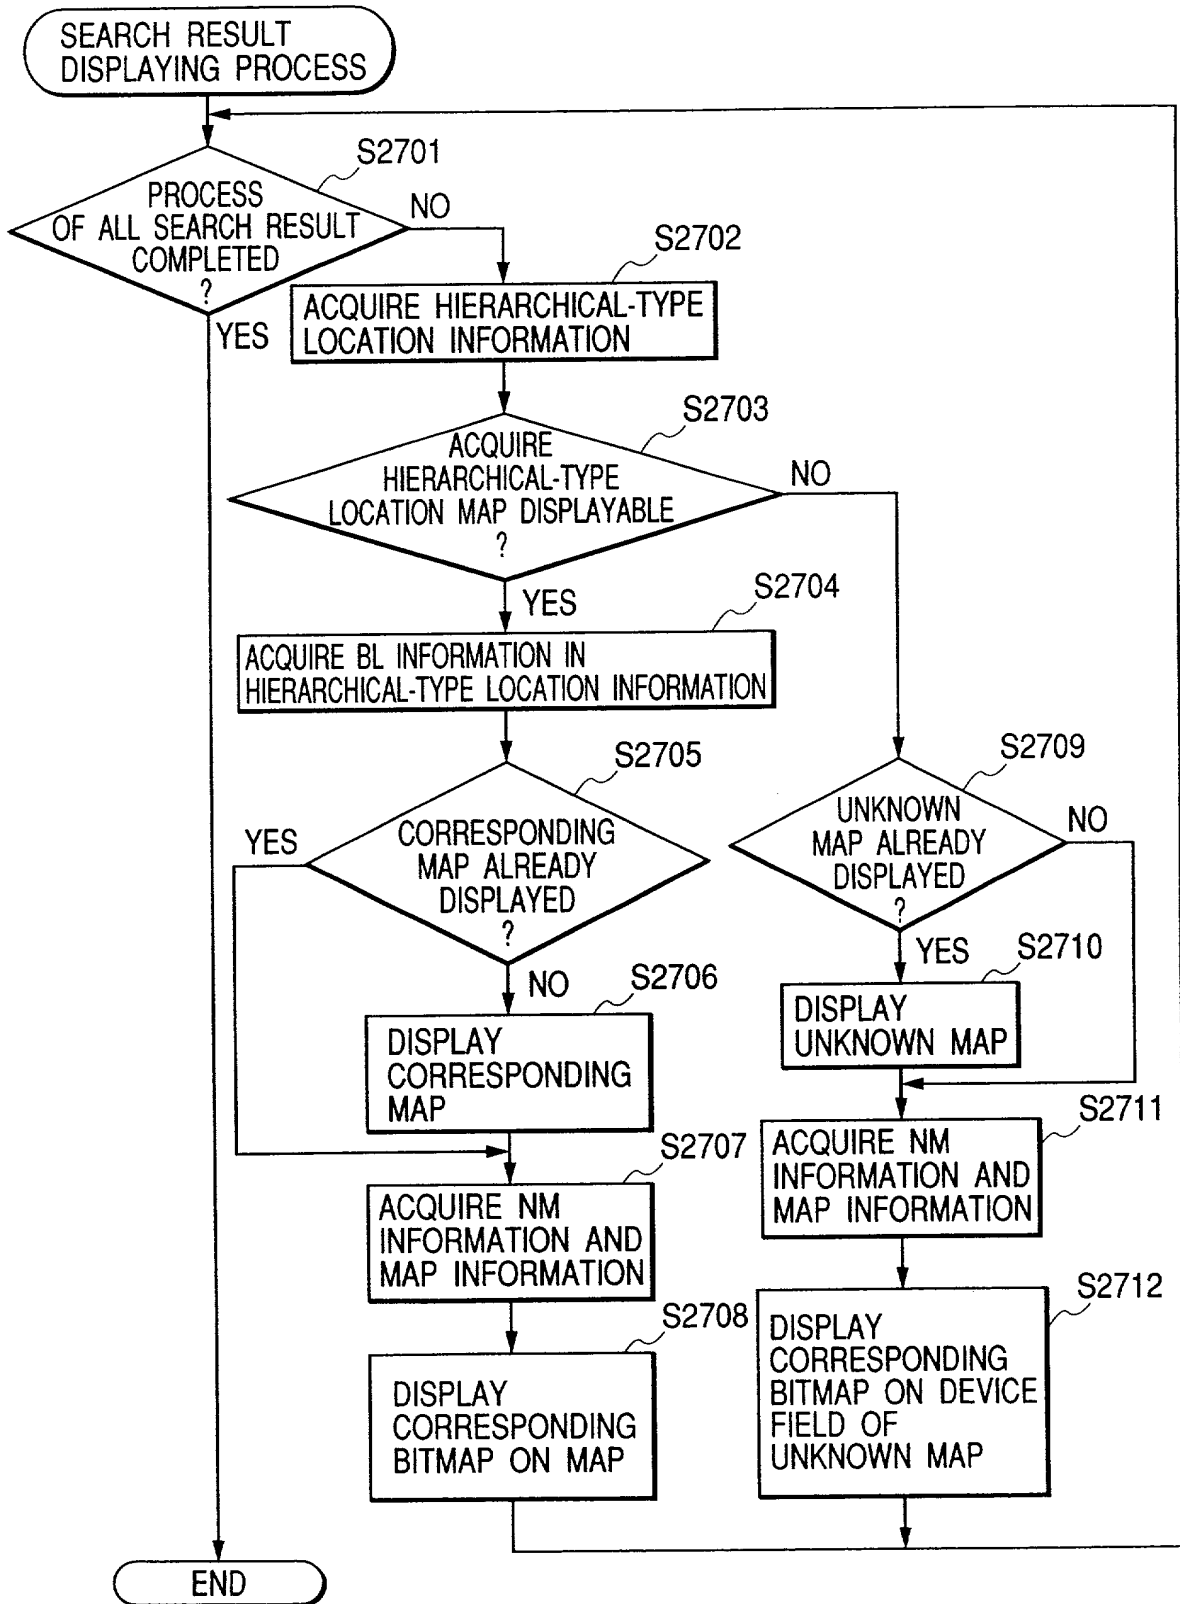 SEARCH RESULT
DISPLAYING PROCESS
S2701
PROCESS
OF ALL SEARCH RESULT
COMPLETED
?
NO
YES
S2702
ACQUIRE HIERARCHICAL-TYPE
LOCATION INFORMATION
S2703
ACQUIRE
HIERARCHICAL-TYPE
LOCATION MAP DISPLAYABLE
?
NO
YES
S2704
ACQUIRE BL INFORMATION IN
HIERARCHICAL-TYPE LOCATION INFORMATION
S2705
CORRESPONDING
MAP ALREADY
DISPLAYED
?
YES
NO
S2706
DISPLAY
CORRESPONDING
MAP
S2707
ACQUIRE NM
INFORMATION AND
MAP INFORMATION
S2708
DISPLAY
CORRESPONDING
BITMAP ON MAP
S2709
UNKNOWN
MAP ALREADY
DISPLAYED
?
NO
YES
S2710
DISPLAY
UNKNOWN MAP
S2711
ACQUIRE NM
INFORMATION AND
MAP INFORMATION
S2712
DISPLAY
CORRESPONDING
BITMAP ON DEVICE
FIELD OF
UNKNOWN MAP
END